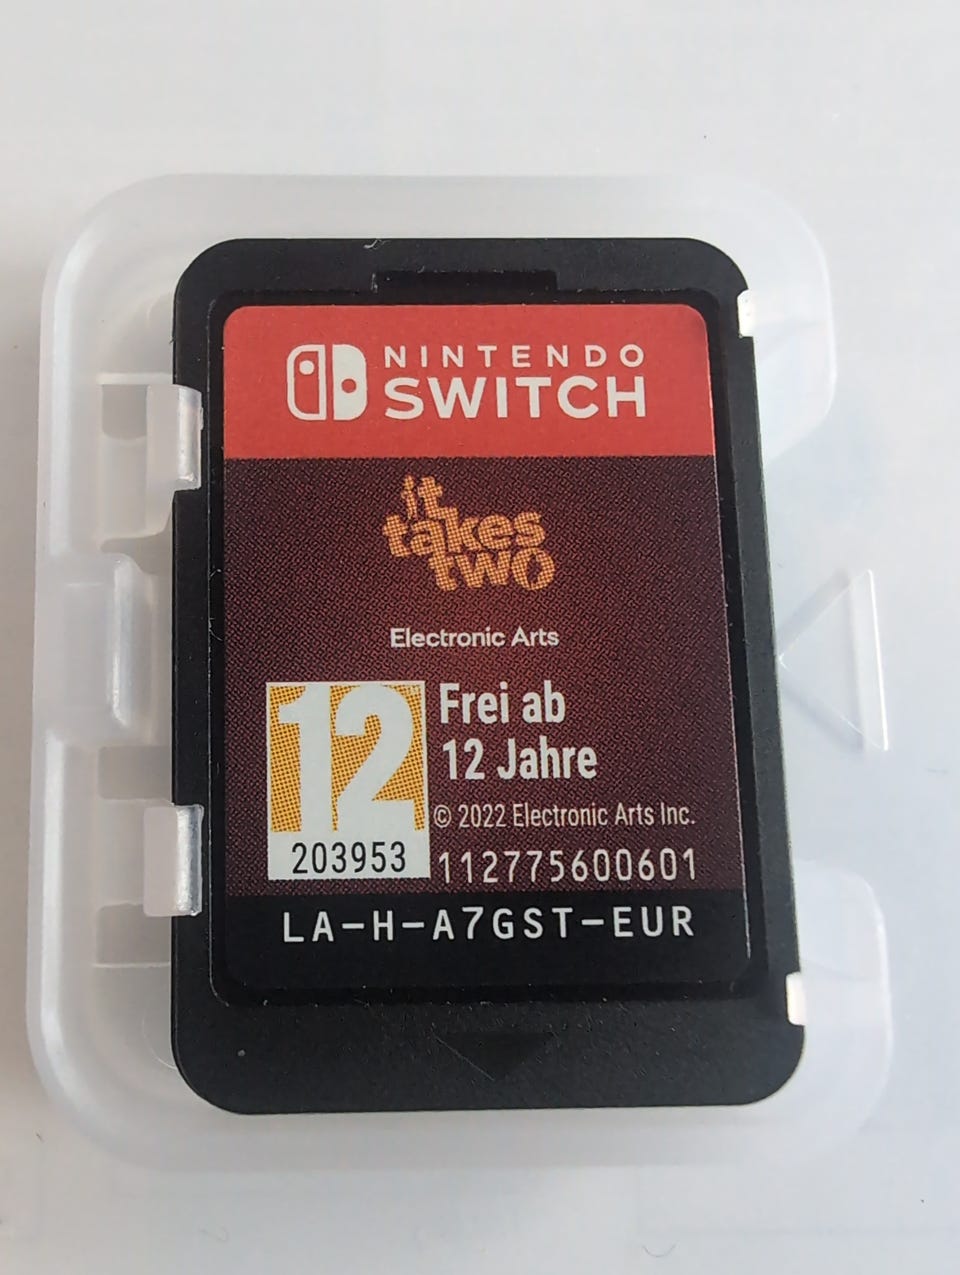 NINTENDO
SWITCH
it
takes
two
Electronic Arts
12
Frei ab
12 Jahre
© 2022 Electronic Arts Inc.
203953
112775600601
LA-H-A7GST-EUR